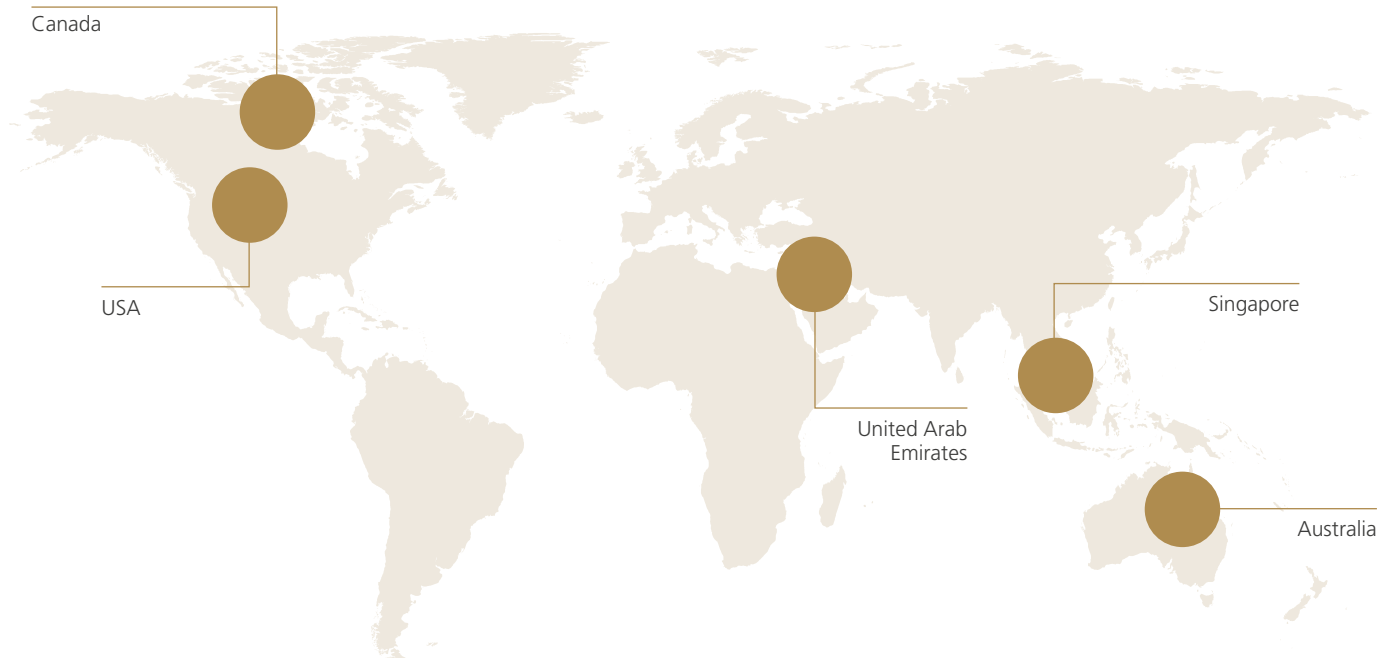 Canada
USA
Singapore
United Arab
Emirates
Australia